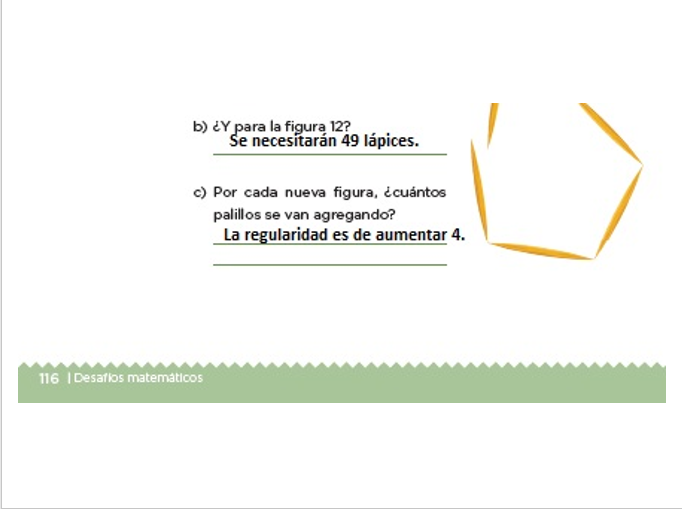 b) ¿Y para la figura 12?
Se necesitarán 49 lápices.
c) Por cada nueva figura, ¿cuántos
palillos se van agregando?
La regularidad es de aumentar 4.
116 | Desafíos matemáticos